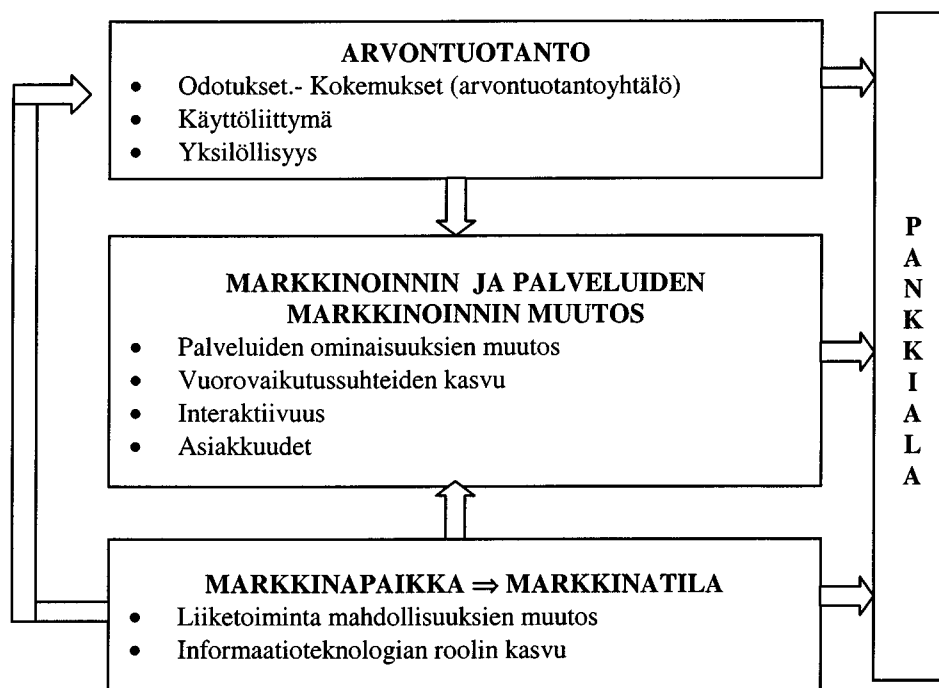 ARVONTUOTANTO
• Odotukset.- Kokemukset (arvontuotantoyhtälö)
• Käyttöliittymä
• Yksilöllisyys
MARKKINOINNIN JA PALVELUIDEN
MARKKINOINNIN MUUTOS
• Palveluiden ominaisuuksien muutos
• Vuorovaikutussuhteiden kasvu
• Interaktiivuus
• Asiakkuudet
MARKKINAPAIKKA ⇒ MARKKINATILA
• Liiketoiminta mahdollisuuksien muutos
• Informaatioteknologian roolin kasvu
P
A
N
K
K
I
A
L
A